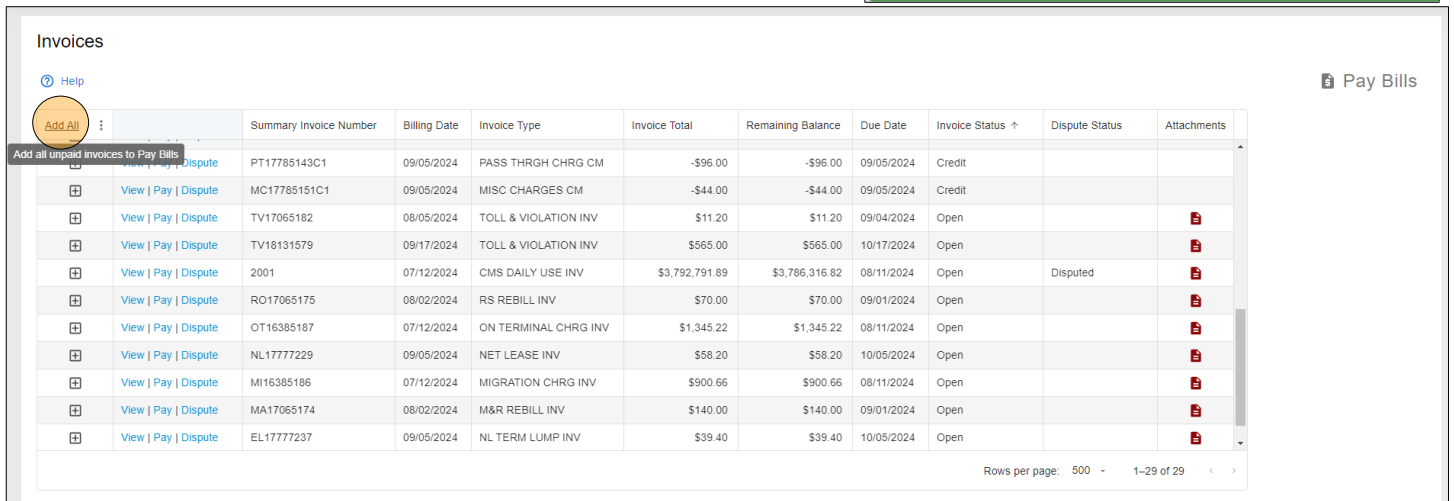 Invoices
Help
Pay Bills
Add All Summary Invoice Number Billing Date Invoice Type Invoice Total Remaining Balance Due Date Invoice Status ↑ Dispute Status Attachments
Add all unpaid invoices to Pay Bills
View | Pay | Dispute PT17785143C1 09/05/2024 PASS THRGH CHRG CM -$96.00 -$96.00 09/05/2024 Credit
View | Pay | Dispute MC17785151C1 09/05/2024 MISC CHARGES CM -$44.00 -$44.00 09/05/2024 Credit
View | Pay | Dispute TV17065182 08/05/2024 TOLL & VIOLATION INV $11.20 $11.20 09/04/2024 Open
View | Pay | Dispute TV18131579 09/17/2024 TOLL & VIOLATION INV $565.00 $565.00 10/17/2024 Open
View | Pay | Dispute 2001 07/12/2024 CMS DAILY USE INV $3,792,791.89 $3,786,316.82 08/11/2024 Open Disputed
View | Pay | Dispute RO17065175 08/02/2024 RS REBILL INV $70.00 $70.00 09/01/2024 Open
View | Pay | Dispute OT16385187 07/12/2024 ON TERMINAL CHRG INV $1,345.22 $1,345.22 08/11/2024 Open
View | Pay | Dispute NL17777229 09/05/2024 NET LEASE INV $58.20 $58.20 10/05/2024 Open
View | Pay | Dispute MI16385186 07/12/2024 MIGRATION CHRG INV $900.66 $900.66 08/11/2024 Open
View | Pay | Dispute MA17065174 08/02/2024 M&R REBILL INV $140.00 $140.00 09/01/2024 Open
View | Pay | Dispute EL17777237 09/05/2024 NL TERM LUMP INV $39.40 $39.40 10/05/2024 Open
Rows per page: 500 1–29 of 29